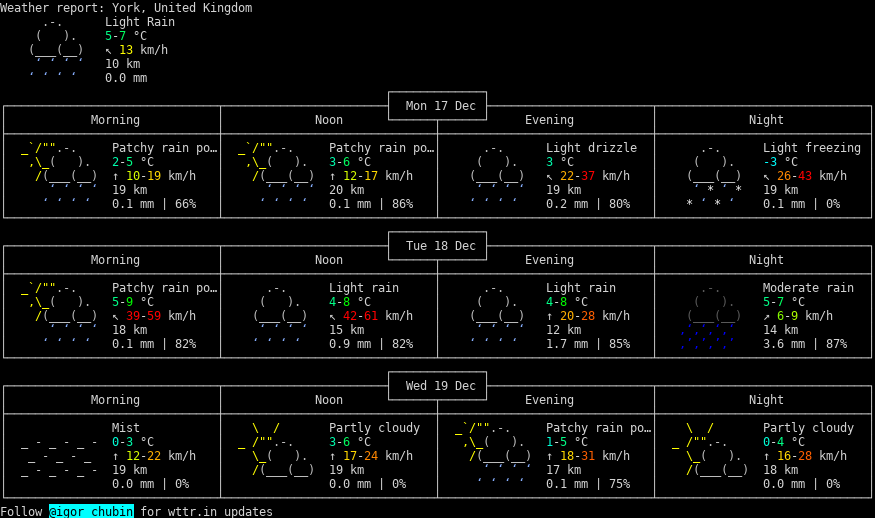 Weather report: York, United Kingdom
Light Rain
5-7 °C
↖ 13 km/h
10 km
0.0 mm
Mon 17 Dec
Morning Noon Evening Night
Patchy rain po… Patchy rain po… Light drizzle Light freezing
2-5 °C 3-6 °C 3 °C -3 °C
↑ 10-19 km/h ↑ 12-17 km/h ↖ 22-37 km/h ↖ 26-43 km/h
19 km 20 km 19 km 19 km
0.1 mm | 66% 0.1 mm | 86% 0.2 mm | 80% 0.1 mm | 0%
Tue 18 Dec
Morning Noon Evening Night
Patchy rain po… Light rain Light rain Moderate rain
5-9 °C 4-8 °C 4-8 °C 5-7 °C
↖ 39-59 km/h ↖ 42-61 km/h ↑ 20-28 km/h ↗ 6-9 km/h
18 km 15 km 12 km 14 km
0.1 mm | 82% 0.9 mm | 82% 1.7 mm | 85% 3.6 mm | 87%
Wed 19 Dec
Morning Noon Evening Night
Mist Partly cloudy Patchy rain po… Partly cloudy
0-3 °C 3-6 °C 1-5 °C 0-4 °C
↑ 12-22 km/h ↑ 17-24 km/h ↑ 18-31 km/h ↑ 16-28 km/h
19 km 19 km 17 km 18 km
0.0 mm | 0% 0.0 mm | 0% 0.1 mm | 75% 0.0 mm | 0%
Follow @igor_chubin for wttr.in updates